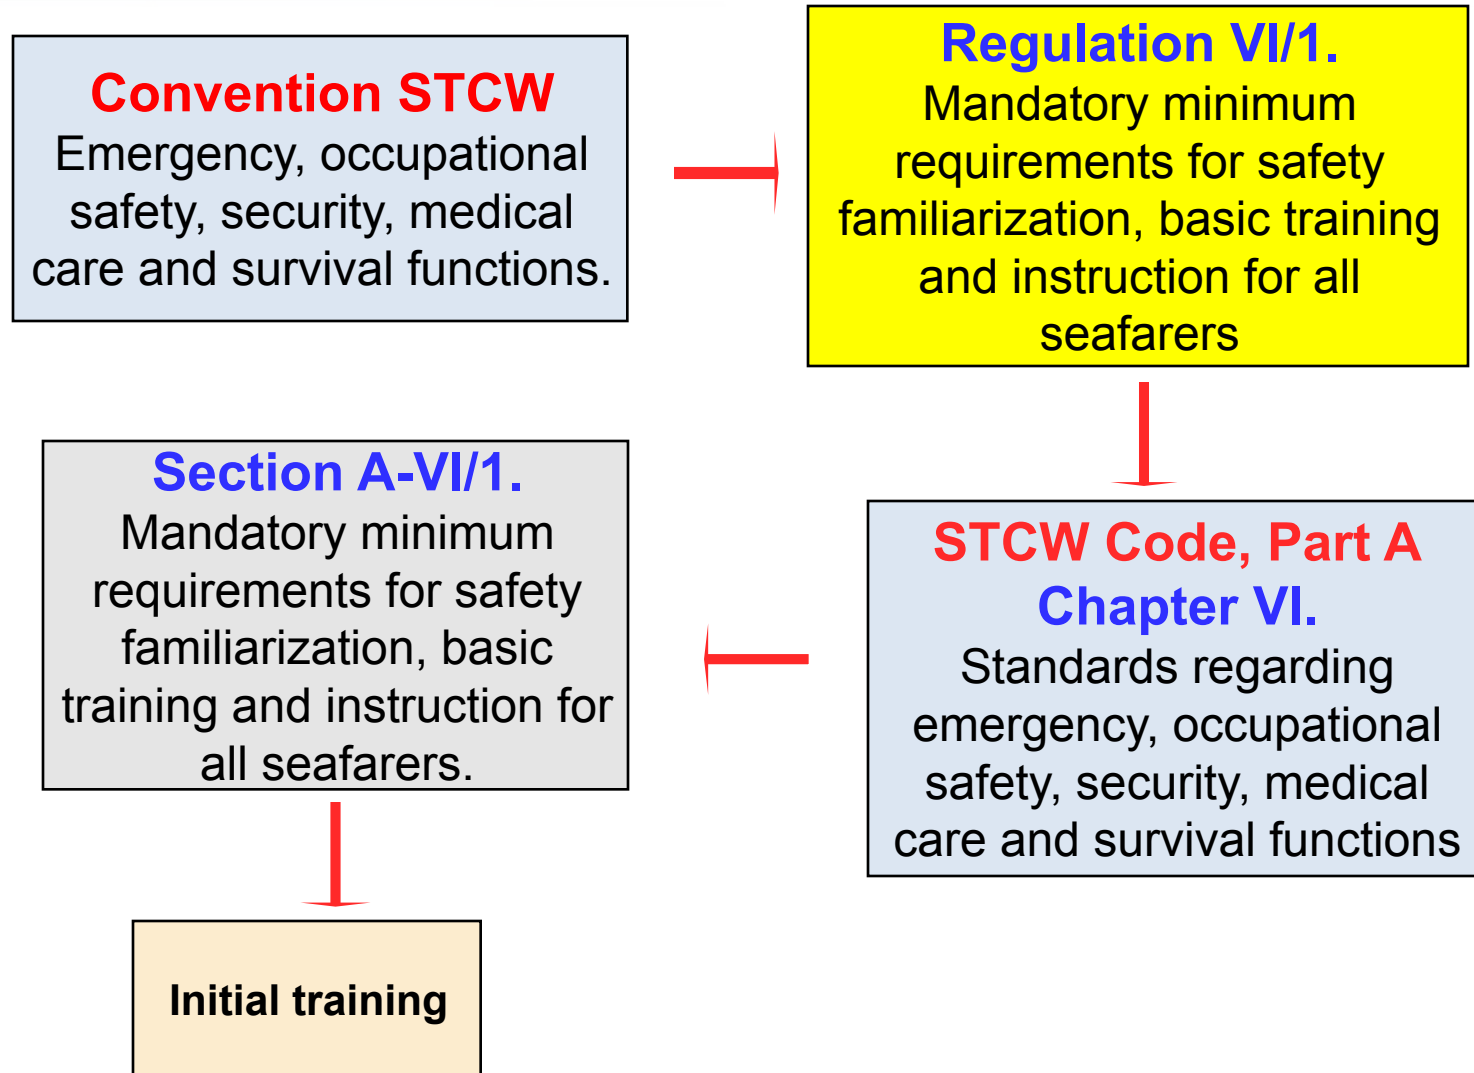 Convention STCW
Emergency, occupational
safety, security, medical
care and survival functions.
Regulation VI/1.
Mandatory minimum
requirements for safety
familiarization, basic training
and instruction for all
seafarers
STCW Code, Part A
Chapter VI.
Standards regarding
emergency, occupational
safety, security, medical
care and survival functions
Section A-VI/1.
Mandatory minimum
requirements for safety
familiarization, basic
training and instruction for
all seafarers.
Initial training